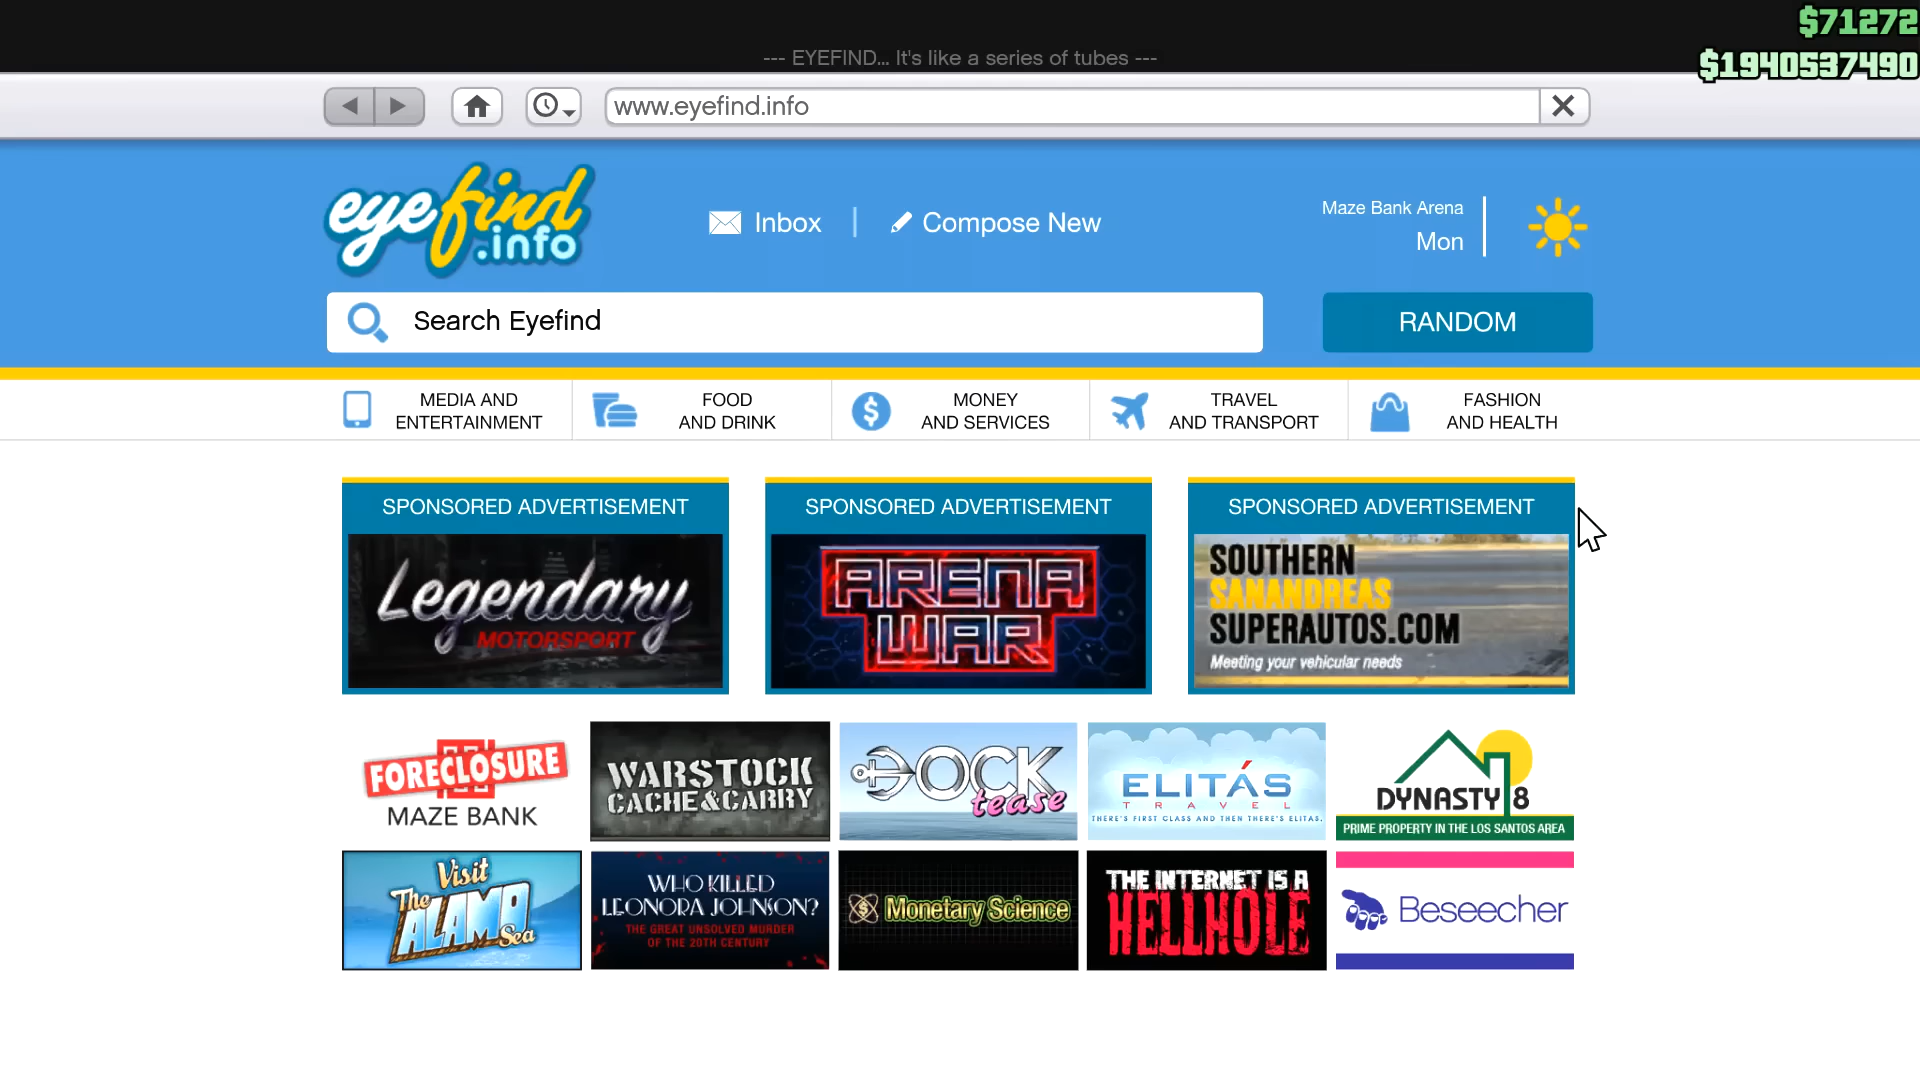 $71272
--- EYEFIND... It's like a series of tubes ---
$1940537490
www.eyefind.info
eyefind
.info
Inbox
Compose New
Maze Bank Arena
Mon
Search Eyefind
RANDOM
MEDIA AND
ENTERTAINMENT
FOOD
AND DRINK
MONEY
AND SERVICES
TRAVEL
AND TRANSPORT
FASHION
AND HEALTH
SPONSORED ADVERTISEMENT
Legendary
MOTORSPORT
SPONSORED ADVERTISEMENT
ARENA
WAR
SPONSORED ADVERTISEMENT
SOUTHERN
SANANDREAS
SUPERAUTOS.COM
Meeting your vehicular needs
FORECLOSURE
MAZE BANK
WARSTOCK
CACHE&CARRY
DOCK
tease
ELITÁS
TRAVEL
THERE'S FIRST CLASS AND THEN THERE'S ELITAS.
DYNASTY 8
PRIME PROPERTY IN THE LOS SANTOS AREA
Visit
The
ALAMO
Sea
WHO KILLED
LEONORA JOHNSON?
THE GREAT UNSOLVED MURDER
OF THE 20TH CENTURY
Monetary Science
THE INTERNET IS A
HELLHOLE
Beseecher